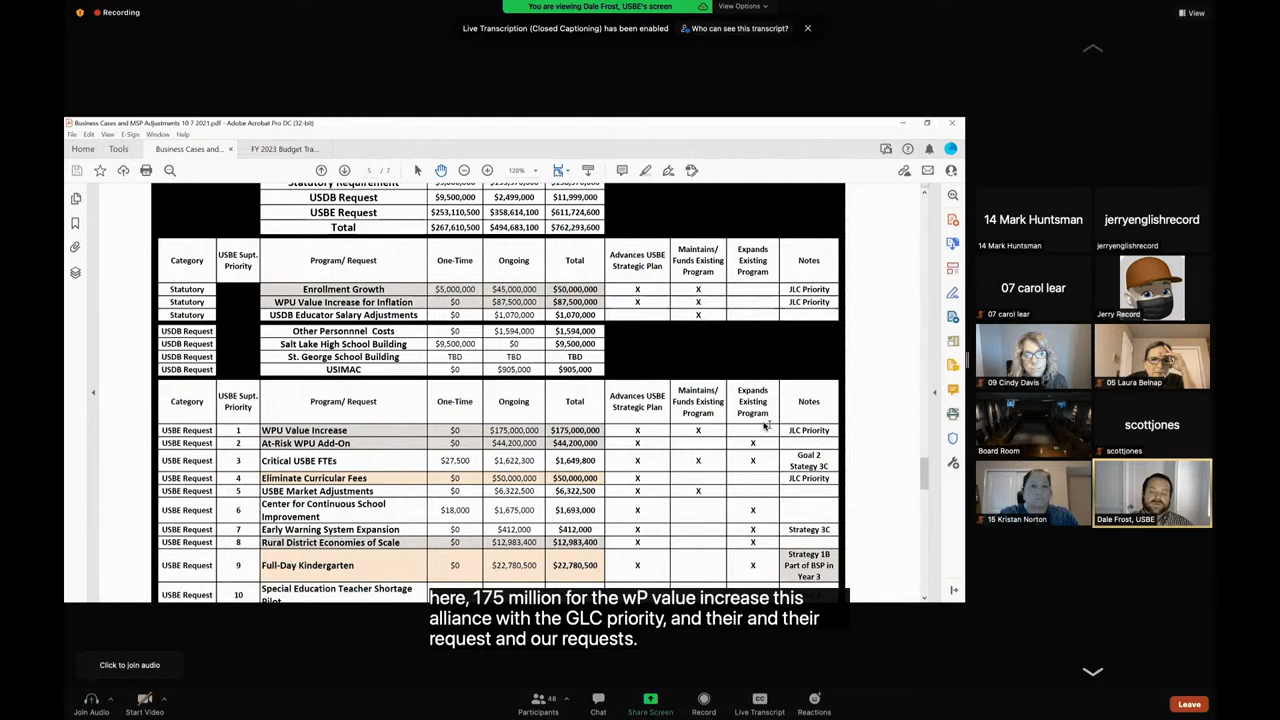 Recording
You are viewing Dale Frost, USBE's screen
View Options
View
Live Transcription (Closed Captioning) has been enabled
Who can see this transcript?
Business Cases and MSP Adjustments 10 7 2021.pdf - Adobe Acrobat Pro DC (32-bit)
File Edit View E-Sign Window Help
Home Tools Business Cases and... × FY 2023 Budget Tra...
5 / 7 128%
Statutory Requirement
USDB Request $9,500,000 $2,499,000 $11,999,000
USBE Request $253,110,500 $358,614,100 $611,724,600
Total $267,610,500 $494,683,100 $762,293,600
Category USBE Supt. Priority Program/ Request One-Time Ongoing Total Advances USBE Strategic Plan Maintains/ Funds Existing Program Expands Existing Program Notes
Statutory Enrollment Growth $5,000,000 $45,000,000 $50,000,000 X X JLC Priority
Statutory WPU Value Increase for Inflation $0 $87,500,000 $87,500,000 X X JLC Priority
Statutory USDB Educator Salary Adjustments $0 $1,070,000 $1,070,000 X
USDB Request Other Personnnel Costs $0 $1,594,000 $1,594,000
USDB Request Salt Lake High School Building $9,500,000 $0 $9,500,000
USDB Request St. George School Building TBD TBD TBD
USDB Request USIMAC $0 $905,000 $905,000
Category USBE Supt. Priority Program/ Request One-Time Ongoing Total Advances USBE Strategic Plan Maintains/ Funds Existing Program Expands Existing Program Notes
USBE Request 1 WPU Value Increase $0 $175,000,000 $175,000,000 X X JLC Priority
USBE Request 2 At-Risk WPU Add-On $0 $44,200,000 $44,200,000 X X
USBE Request 3 Critical USBE FTEs $27,500 $1,622,300 $1,649,800 X X X Goal 2 Stategy 3C
USBE Request 4 Eliminate Curricular Fees $0 $50,000,000 $50,000,000 X JLC Priority
USBE Request 5 USBE Market Adjustments $0 $6,322,500 $6,322,500 X X
USBE Request 6 Center for Continuous School Improvement $18,000 $1,675,000 $1,693,000 X X
USBE Request 7 Early Warning System Expansion $0 $412,000 $412,000 X X Strategy 3C
USBE Request 8 Rural District Economies of Scale $0 $12,983,400 $12,983,400 X X
USBE Request 9 Full-Day Kindergarten $0 $22,780,500 $22,780,500 X X Strategy 1B Part of BSP in Year 3
USBE Request 10 Special Education Teacher Shortage
here, 175 million for the wP value increase this
alliance with the GLC priority, and their and their
request and our requests.
14 Mark Huntsman
14 Mark Huntsman
jerryenglishrecord
jerryenglishrecord
07 carol lear
07 carol lear
Jerry Record
09 Cindy Davis
05 Laura Belnap
Board Room
scottjones
scottjones
15 Kristan Norton
Dale Frost, USBE
Click to join audio
Join Audio
Start Video
48
Participants
Chat
Share Screen
Record
CC
Live Transcript
Reactions
Leave